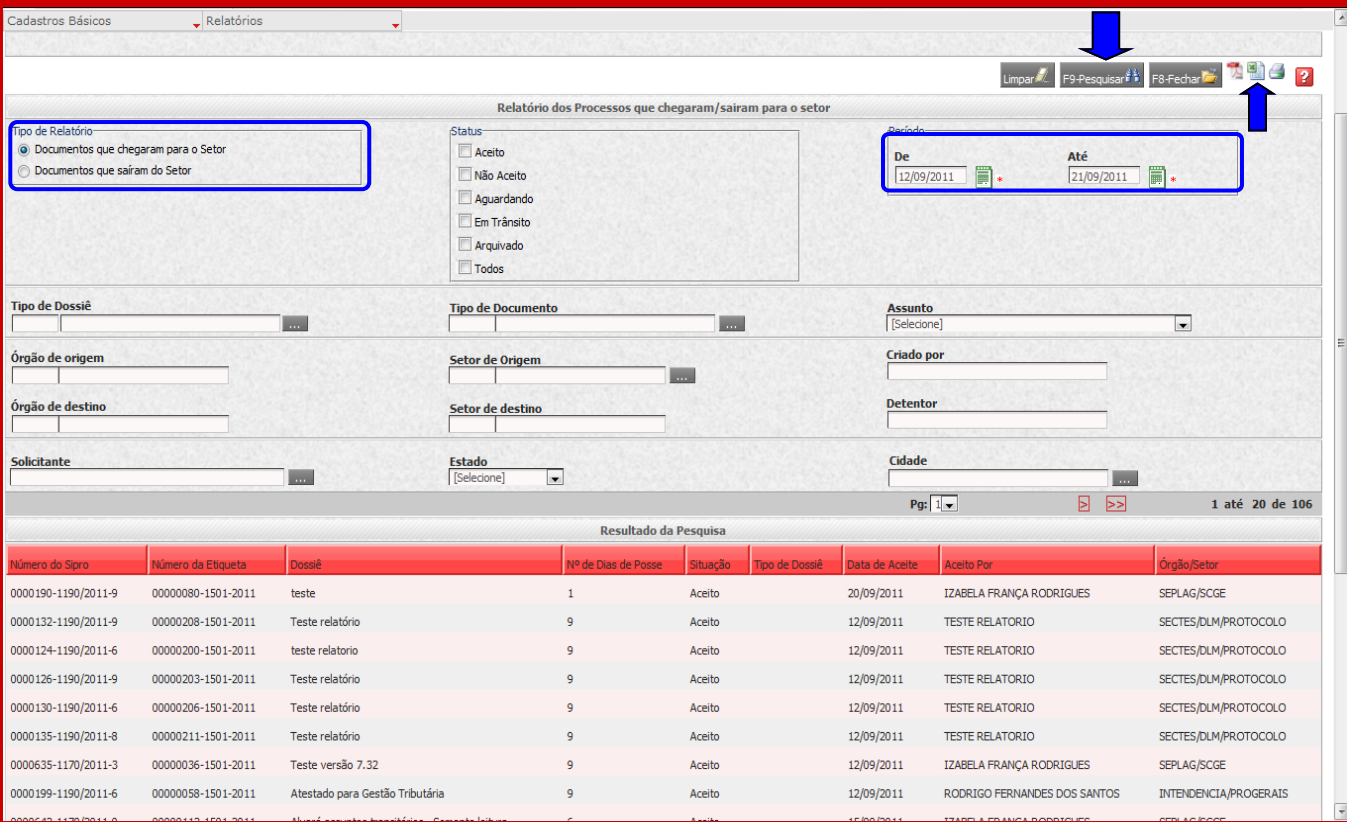 Cadastros Básicos Relatórios
Limpar F9-Pesquisar F8-Fechar ?
Relatório dos Processos que chegaram/sairam para o setor
Tipo de Relatório Status Período
Documentos que chegaram para o Setor
Documentos que saíram do Setor
Aceito
Não Aceito
Aguardando
Em Trânsito
Arquivado
Todos
De Até
12/09/2011 * 21/09/2011 *
Tipo de Dossiê Tipo de Documento Assunto
... ... [Selecione]
Órgão de origem Setor de Origem Criado por
...
Órgão de destino Setor de destino Detentor
Solicitante Estado Cidade
... [Selecione] ...
Pg: 1 > >> 1 até 20 de 106
Resultado da Pesquisa
Número do Sipro Número da Etiqueta Dossiê Nº de Dias de Posse Situação Tipo de Dossiê Data de Aceite Aceito Por Órgão/Setor
0000190-1190/2011-9 00000080-1501-2011 teste 1 Aceito 20/09/2011 IZABELA FRANÇA RODRIGUES SEPLAG/SCGE
0000132-1190/2011-9 00000208-1501-2011 Teste relatório 9 Aceito 12/09/2011 TESTE RELATORIO SECTES/DLM/PROTOCOLO
0000124-1190/2011-6 00000200-1501-2011 teste relatorio 9 Aceito 12/09/2011 TESTE RELATORIO SECTES/DLM/PROTOCOLO
0000126-1190/2011-9 00000203-1501-2011 Teste relatório 9 Aceito 12/09/2011 TESTE RELATORIO SECTES/DLM/PROTOCOLO
0000130-1190/2011-6 00000206-1501-2011 Teste relatório 9 Aceito 12/09/2011 TESTE RELATORIO SECTES/DLM/PROTOCOLO
0000135-1190/2011-8 00000211-1501-2011 Teste relatório 9 Aceito 12/09/2011 TESTE RELATORIO SECTES/DLM/PROTOCOLO
0000635-1170/2011-3 00000036-1501-2011 Teste versão 7.32 9 Aceito 12/09/2011 IZABELA FRANÇA RODRIGUES SEPLAG/SCGE
0000199-1190/2011-6 00000058-1501-2011 Atestado para Gestão Tributária 9 Aceito 12/09/2011 RODRIGO FERNANDES DOS SANTOS INTENDENCIA/PROGERAIS